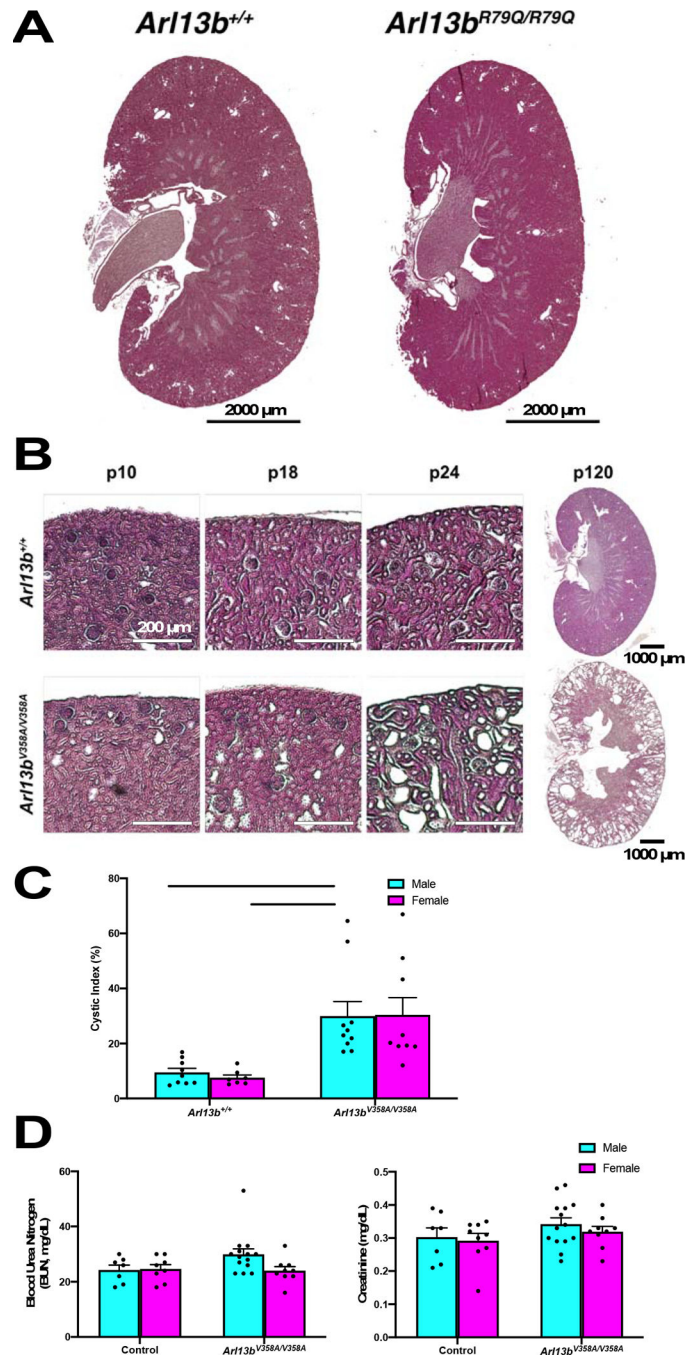 A
Arl13b+/+
Arl13bR79Q/R79Q
2000 µm
2000 µm
B
p10
p18
p24
p120
Arl13b+/+
200 µm
1000 µm
Arl13bV358A/V358A
1000 µm
C
80
60
40
20
0
Cystic Index (%)
Male
Female
Arl13b+/+
Arl13bV358A/V358A
D
60
40
20
0
Blood Urea Nitrogen
(BUN, mg/dL)
Control
Arl13bV358A/V358A
Male
Female
0.5
0.4
0.3
0.2
0.1
0.0
Creatinine (mg/dL)
Control
Arl13bV358A/V358A